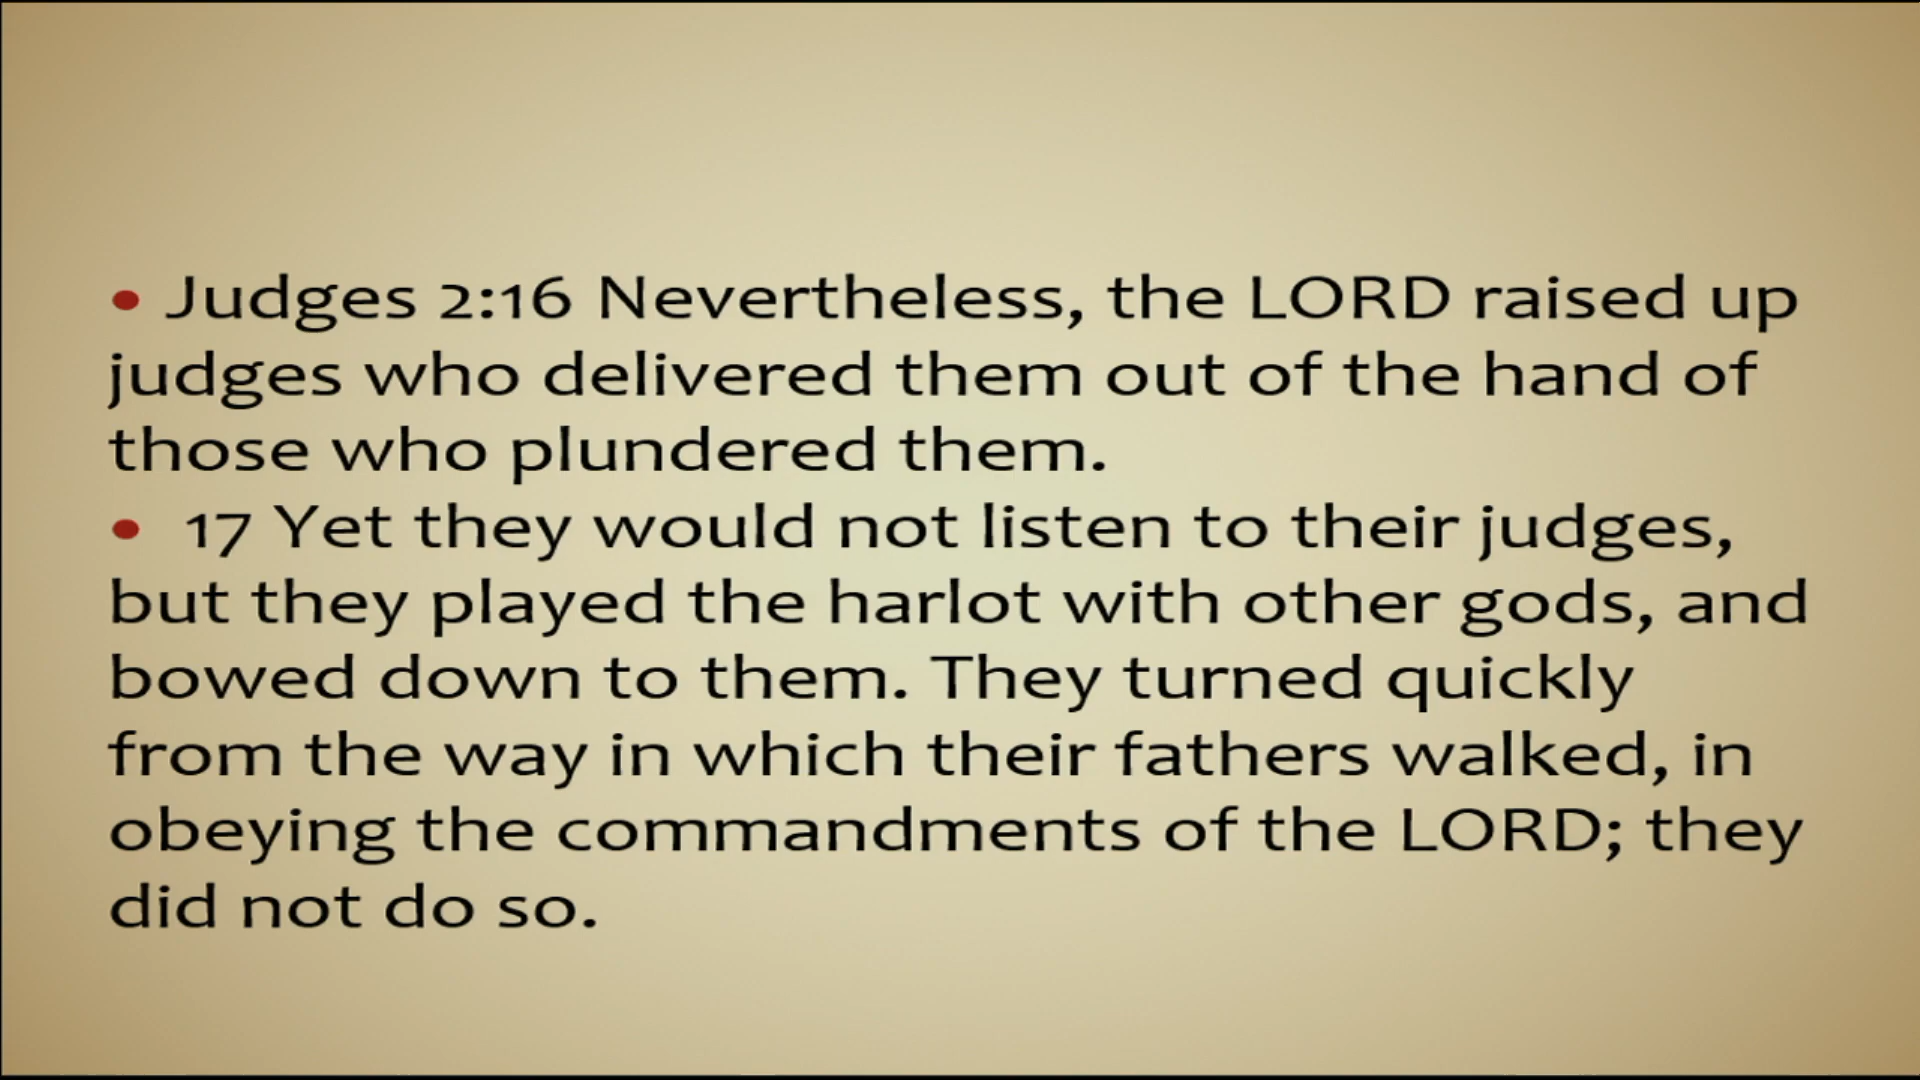 • Judges 2:16 Nevertheless, the LORD raised up
judges who delivered them out of the hand of
those who plundered them.
• 17 Yet they would not listen to their judges,
but they played the harlot with other gods, and
bowed down to them. They turned quickly
from the way in which their fathers walked, in
obeying the commandments of the LORD; they
did not do so.